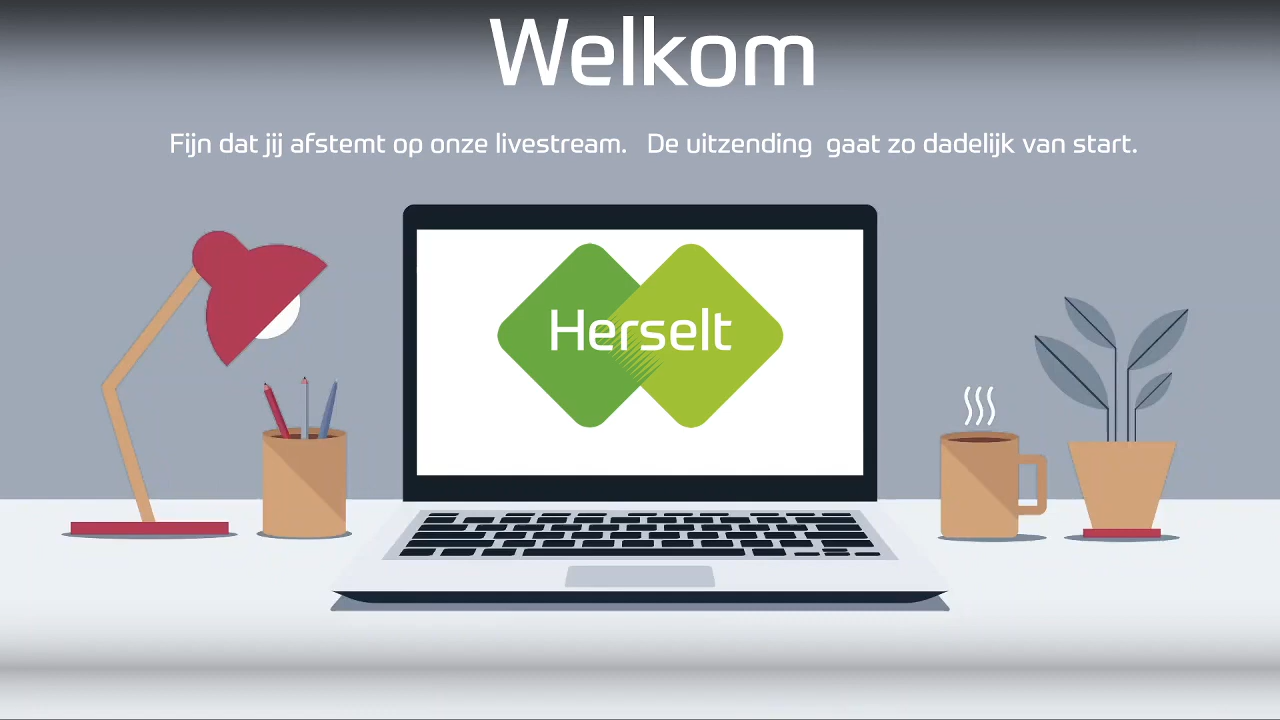 Welkom
Fijn dat jij afstemt op onze livestream. De uitzending gaat zo dadelijk van start.
Herselt